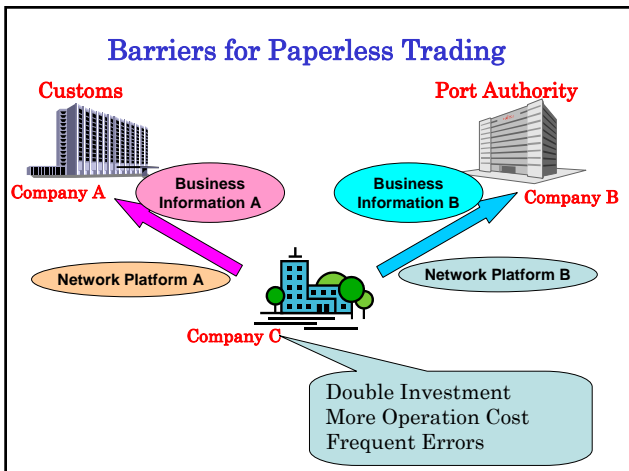 Barriers for Paperless Trading
Customs
Port Authority
Company A
Business
Information A
Business
Information B
Company B
Network Platform A
Network Platform B
Company C
Double Investment
More Operation Cost
Frequent Errors